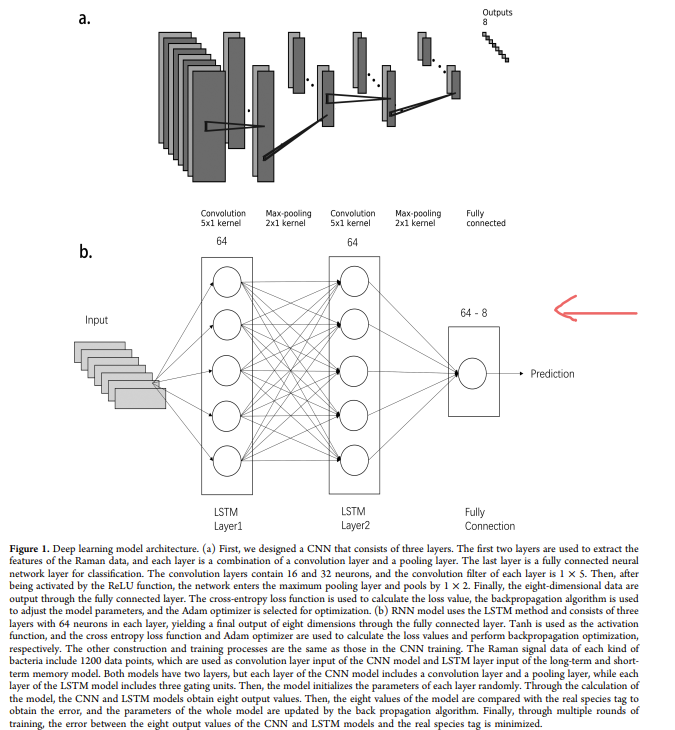 a.
Outputs
8
Convolution
5x1 kernel
Max-pooling
2x1 kernel
Convolution
5x1 kernel
Max-pooling
2x1 kernel
Fully
connected
b.
64
64
Input
64 - 8
Prediction
LSTM
Layer1
LSTM
Layer2
Fully
Connection
Figure 1. Deep learning model architecture. (a) First, we designed a CNN that consists of three layers. The first two layers are used to extract the
features of the Raman data, and each layer is a combination of a convolution layer and a pooling layer. The last layer is a fully connected neural
network layer for classification. The convolution layers contain 16 and 32 neurons, and the convolution filter of each layer is 1 × 5. Then, after
being activated by the ReLU function, the network enters the maximum pooling layer and pools by 1 × 2. Finally, the eight-dimensional data are
output through the fully connected layer. The cross-entropy loss function is used to calculate the loss value, the backpropagation algorithm is used
to adjust the model parameters, and the Adam optimizer is selected for optimization. (b) RNN model uses the LSTM method and consists of three
layers with 64 neurons in each layer, yielding a final output of eight dimensions through the fully connected layer. Tanh is used as the activation
function, and the cross entropy loss function and Adam optimizer are used to calculate the loss values and perform backpropagation optimization,
respectively. The other construction and training processes are the same as those in the CNN training. The Raman signal data of each kind of
bacteria include 1200 data points, which are used as convolution layer input of the CNN model and LSTM layer input of the long-term and short-
term memory model. Both models have two layers, but each layer of the CNN model includes a convolution layer and a pooling layer, while each
layer of the LSTM model includes three gating units. Then, the model initializes the parameters of each layer randomly. Through the calculation of
the model, the CNN and LSTM models obtain eight output values. Then, the eight values of the model are compared with the real species tag to
obtain the error, and the parameters of the whole model are updated by the back propagation algorithm. Finally, through multiple rounds of
training, the error between the eight output values of the CNN and LSTM models and the real species tag is minimized.